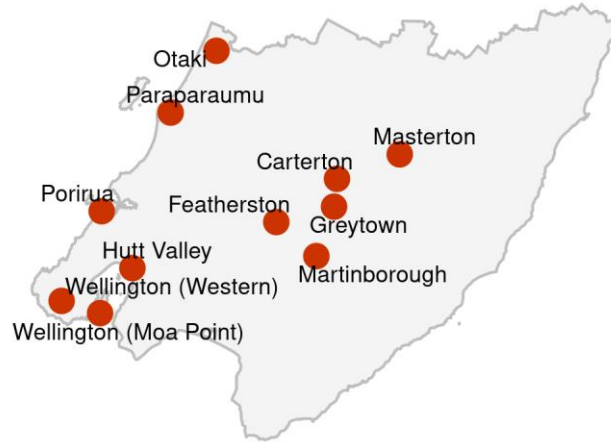 Otaki
Paraparaumu
Masterton
Carterton
Porirua
Featherston
Greytown
Hutt Valley
Martinborough
Wellington (Western)
Wellington (Moa Point)